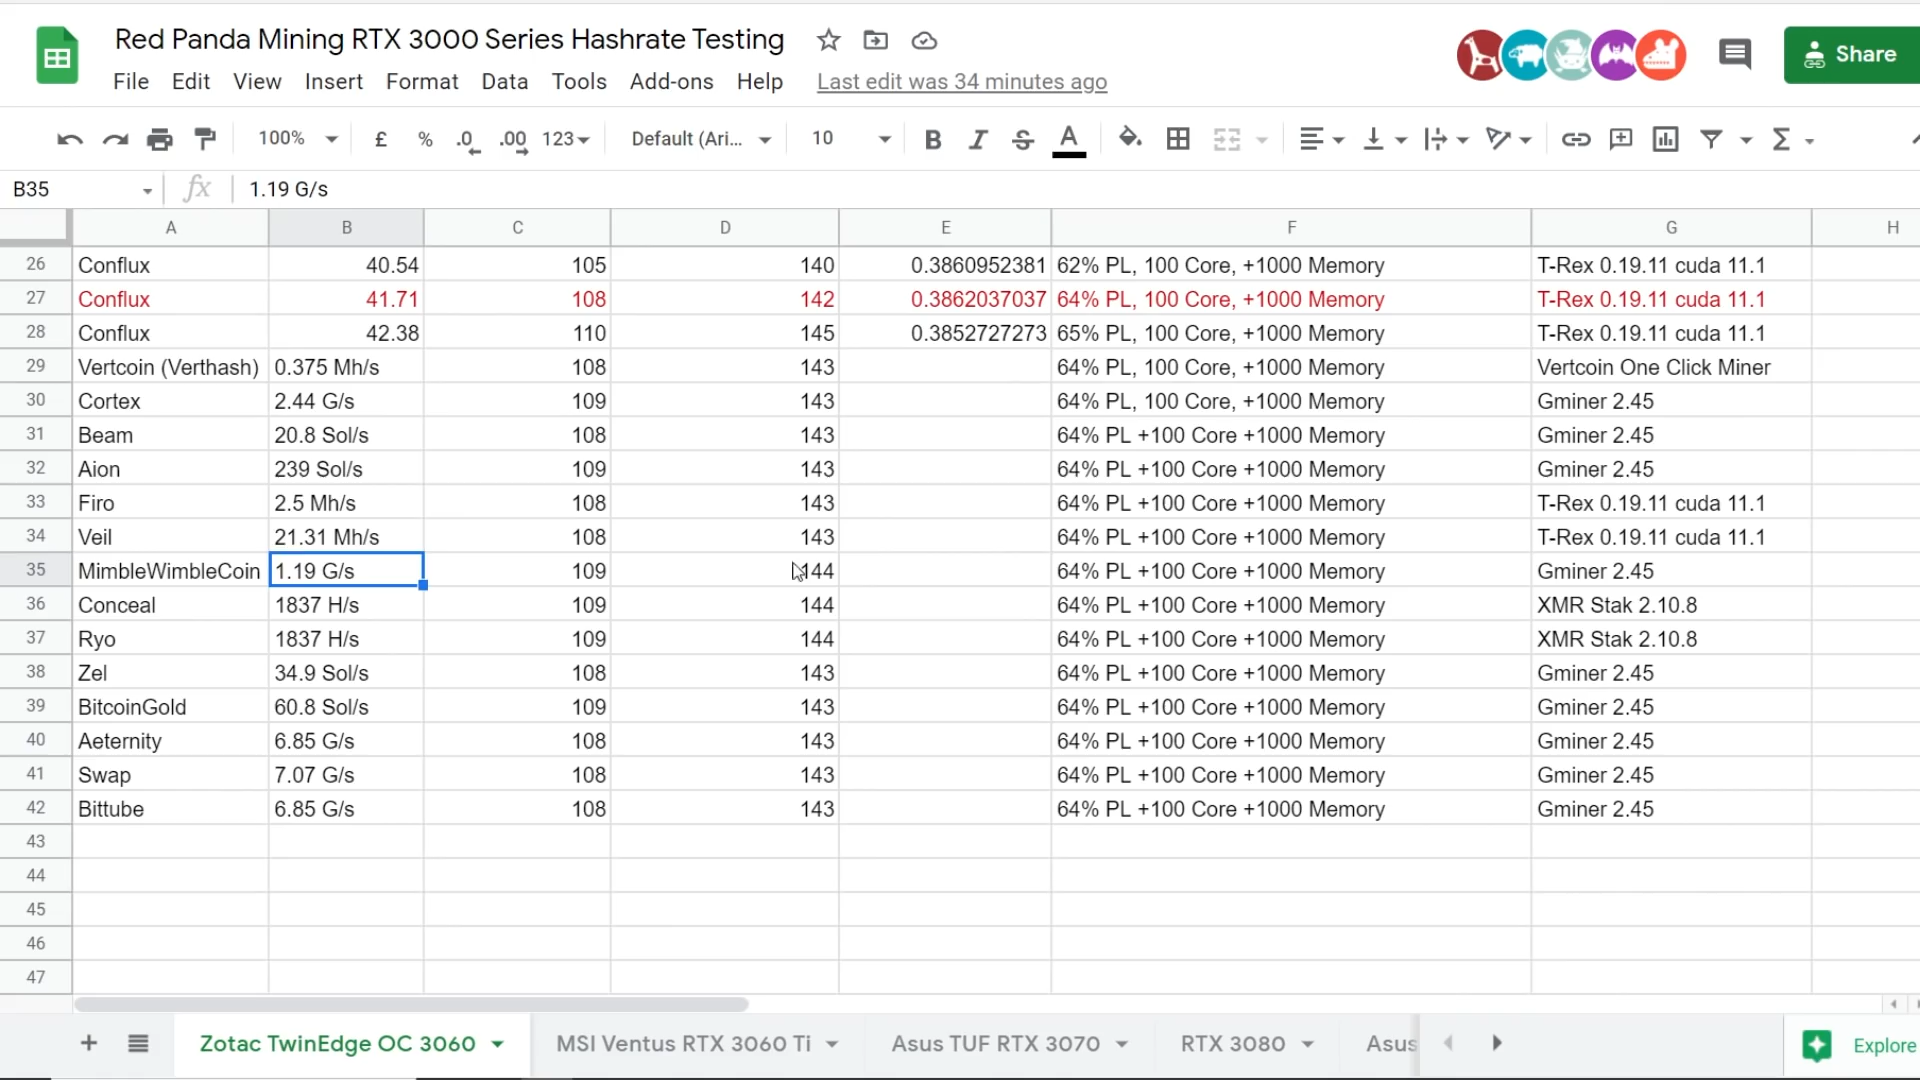 Red Panda Mining RTX 3000 Series Hashrate Testing
File Edit View Insert Format Data Tools Add-ons Help Last edit was 34 minutes ago
Share
100% £ % .0 .00 123 Default (Ari... 10 B I S A
B35 fx 1.19 G/s
A B C D E F G H
26 Conflux 40.54 105 140 0.3860952381 62% PL, 100 Core, +1000 Memory T-Rex 0.19.11 cuda 11.1
27 Conflux 41.71 108 142 0.3862037037 64% PL, 100 Core, +1000 Memory T-Rex 0.19.11 cuda 11.1
28 Conflux 42.38 110 145 0.3852727273 65% PL, 100 Core, +1000 Memory T-Rex 0.19.11 cuda 11.1
29 Vertcoin (Verthash) 0.375 Mh/s 108 143 64% PL, 100 Core, +1000 Memory Vertcoin One Click Miner
30 Cortex 2.44 G/s 109 143 64% PL, 100 Core, +1000 Memory Gminer 2.45
31 Beam 20.8 Sol/s 108 143 64% PL +100 Core +1000 Memory Gminer 2.45
32 Aion 239 Sol/s 109 143 64% PL +100 Core +1000 Memory Gminer 2.45
33 Firo 2.5 Mh/s 108 143 64% PL +100 Core +1000 Memory T-Rex 0.19.11 cuda 11.1
34 Veil 21.31 Mh/s 108 143 64% PL +100 Core +1000 Memory T-Rex 0.19.11 cuda 11.1
35 MimbleWimbleCoin 1.19 G/s 109 144 64% PL +100 Core +1000 Memory Gminer 2.45
36 Conceal 1837 H/s 109 144 64% PL +100 Core +1000 Memory XMR Stak 2.10.8
37 Ryo 1837 H/s 109 144 64% PL +100 Core +1000 Memory XMR Stak 2.10.8
38 Zel 34.9 Sol/s 108 143 64% PL +100 Core +1000 Memory Gminer 2.45
39 BitcoinGold 60.8 Sol/s 109 143 64% PL +100 Core +1000 Memory Gminer 2.45
40 Aeternity 6.85 G/s 108 143 64% PL +100 Core +1000 Memory Gminer 2.45
41 Swap 7.07 G/s 108 143 64% PL +100 Core +1000 Memory Gminer 2.45
42 Bittube 6.85 G/s 108 143 64% PL +100 Core +1000 Memory Gminer 2.45
43
44
45
46
47
Zotac TwinEdge OC 3060 MSI Ventus RTX 3060 Ti Asus TUF RTX 3070 RTX 3080 Asus Explore